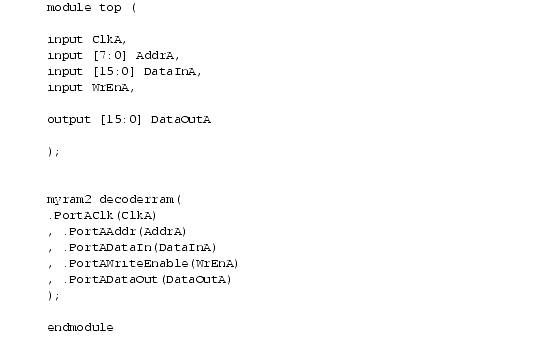 module top (
input ClkA,
input [7:0] AddrA,
input [15:0] DataInA,
input WrEnA,
output [15:0] DataOutA
);
myram2 decoderram(
.PortAClk(ClkA)
, .PortAAddr(AddrA)
, .PortADataIn(DataInA)
, .PortAWriteEnable(WrEnA)
, .PortADataOut(DataOutA)
);
endmodule